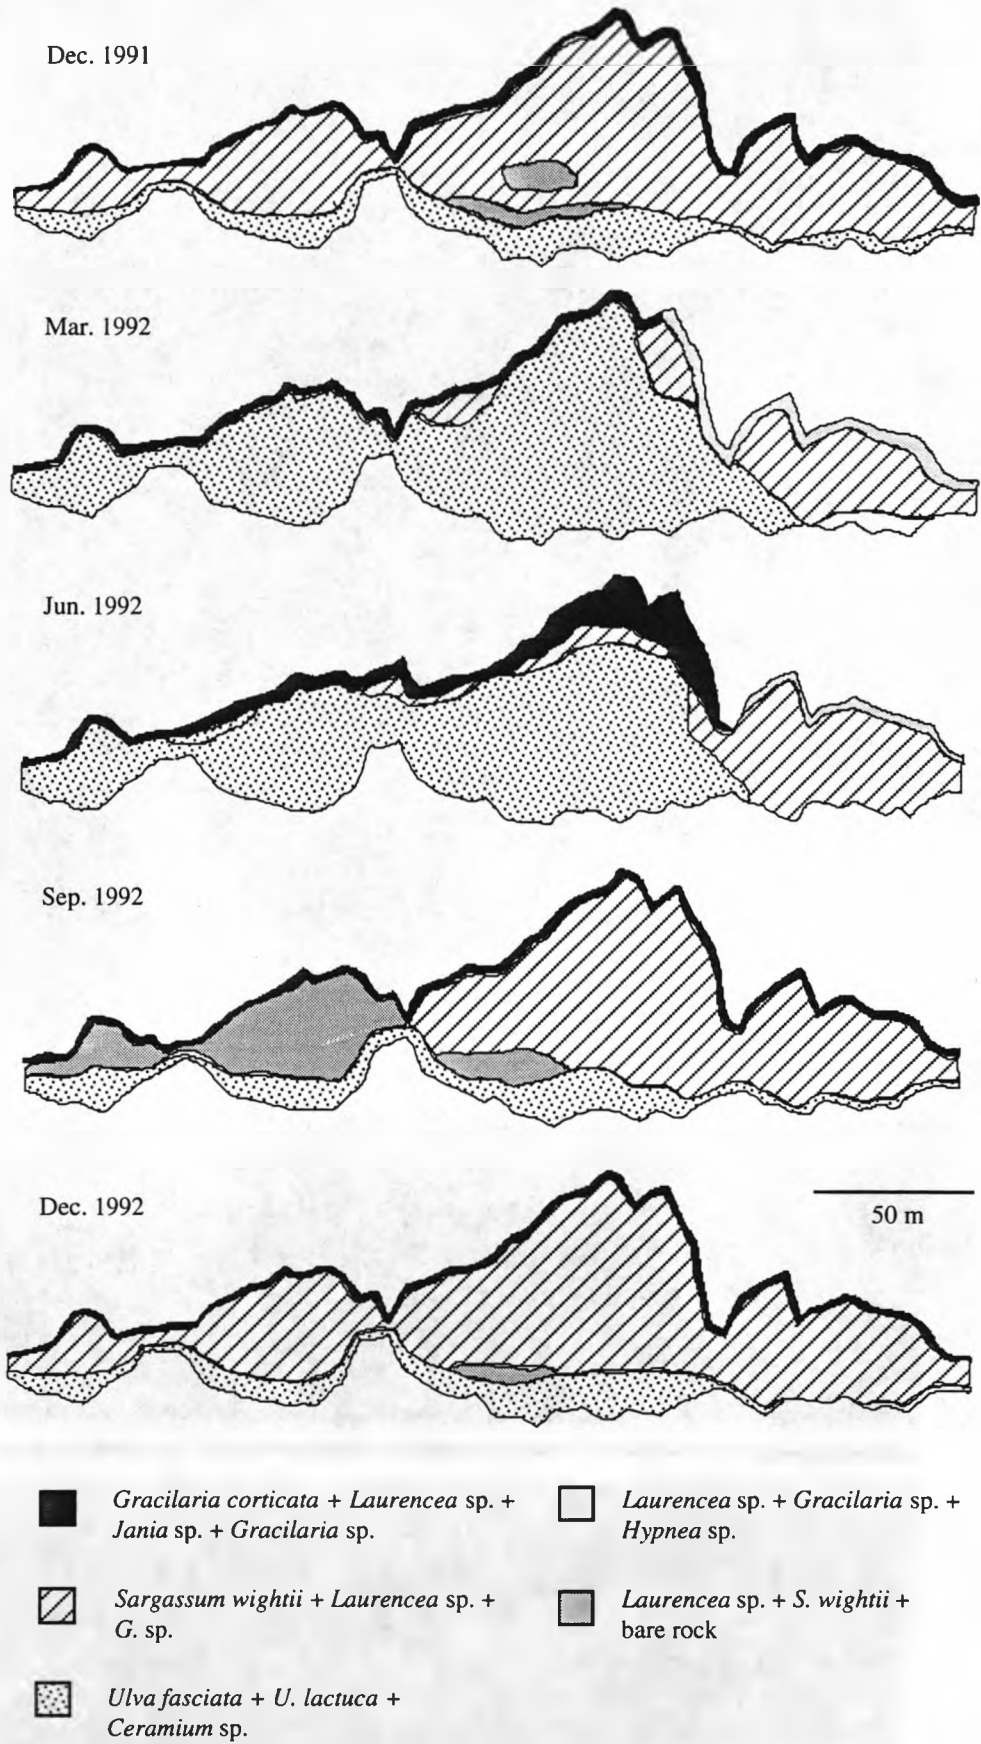 Dec. 1991
Mar. 1992
Jun. 1992
Sep. 1992
Dec. 1992
50 m
Gracilaria corticata + Laurencea sp. +
Jania sp. + Gracilaria sp.
Laurencea sp. + Gracilaria sp. +
Hypnea sp.
Sargassum wightii + Laurencea sp. +
G. sp.
Laurencea sp. + S. wightii +
bare rock
Ulva fasciata + U. lactuca +
Ceramium sp.